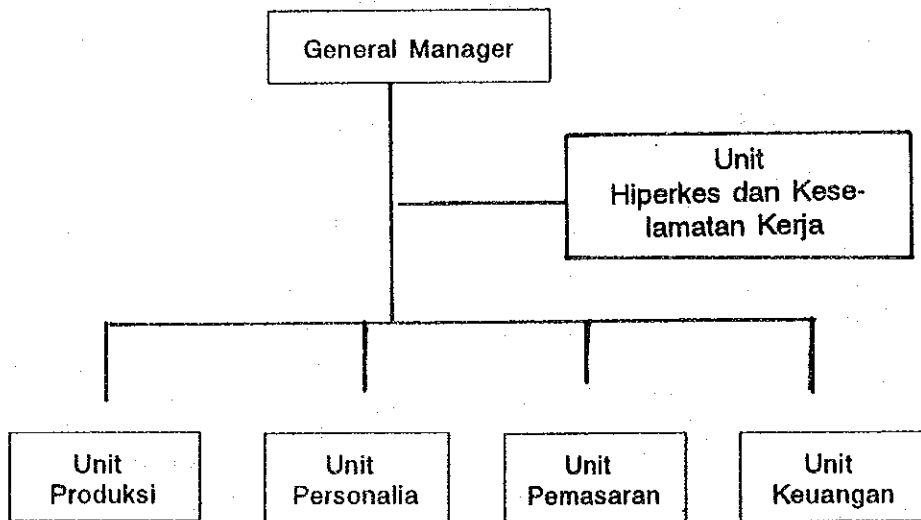 General Manager
Unit
Hiperkes dan Kese-
lamatan Kerja
Unit
Produksi
Unit
Personalia
Unit
Pemasaran
Unit
Keuangan